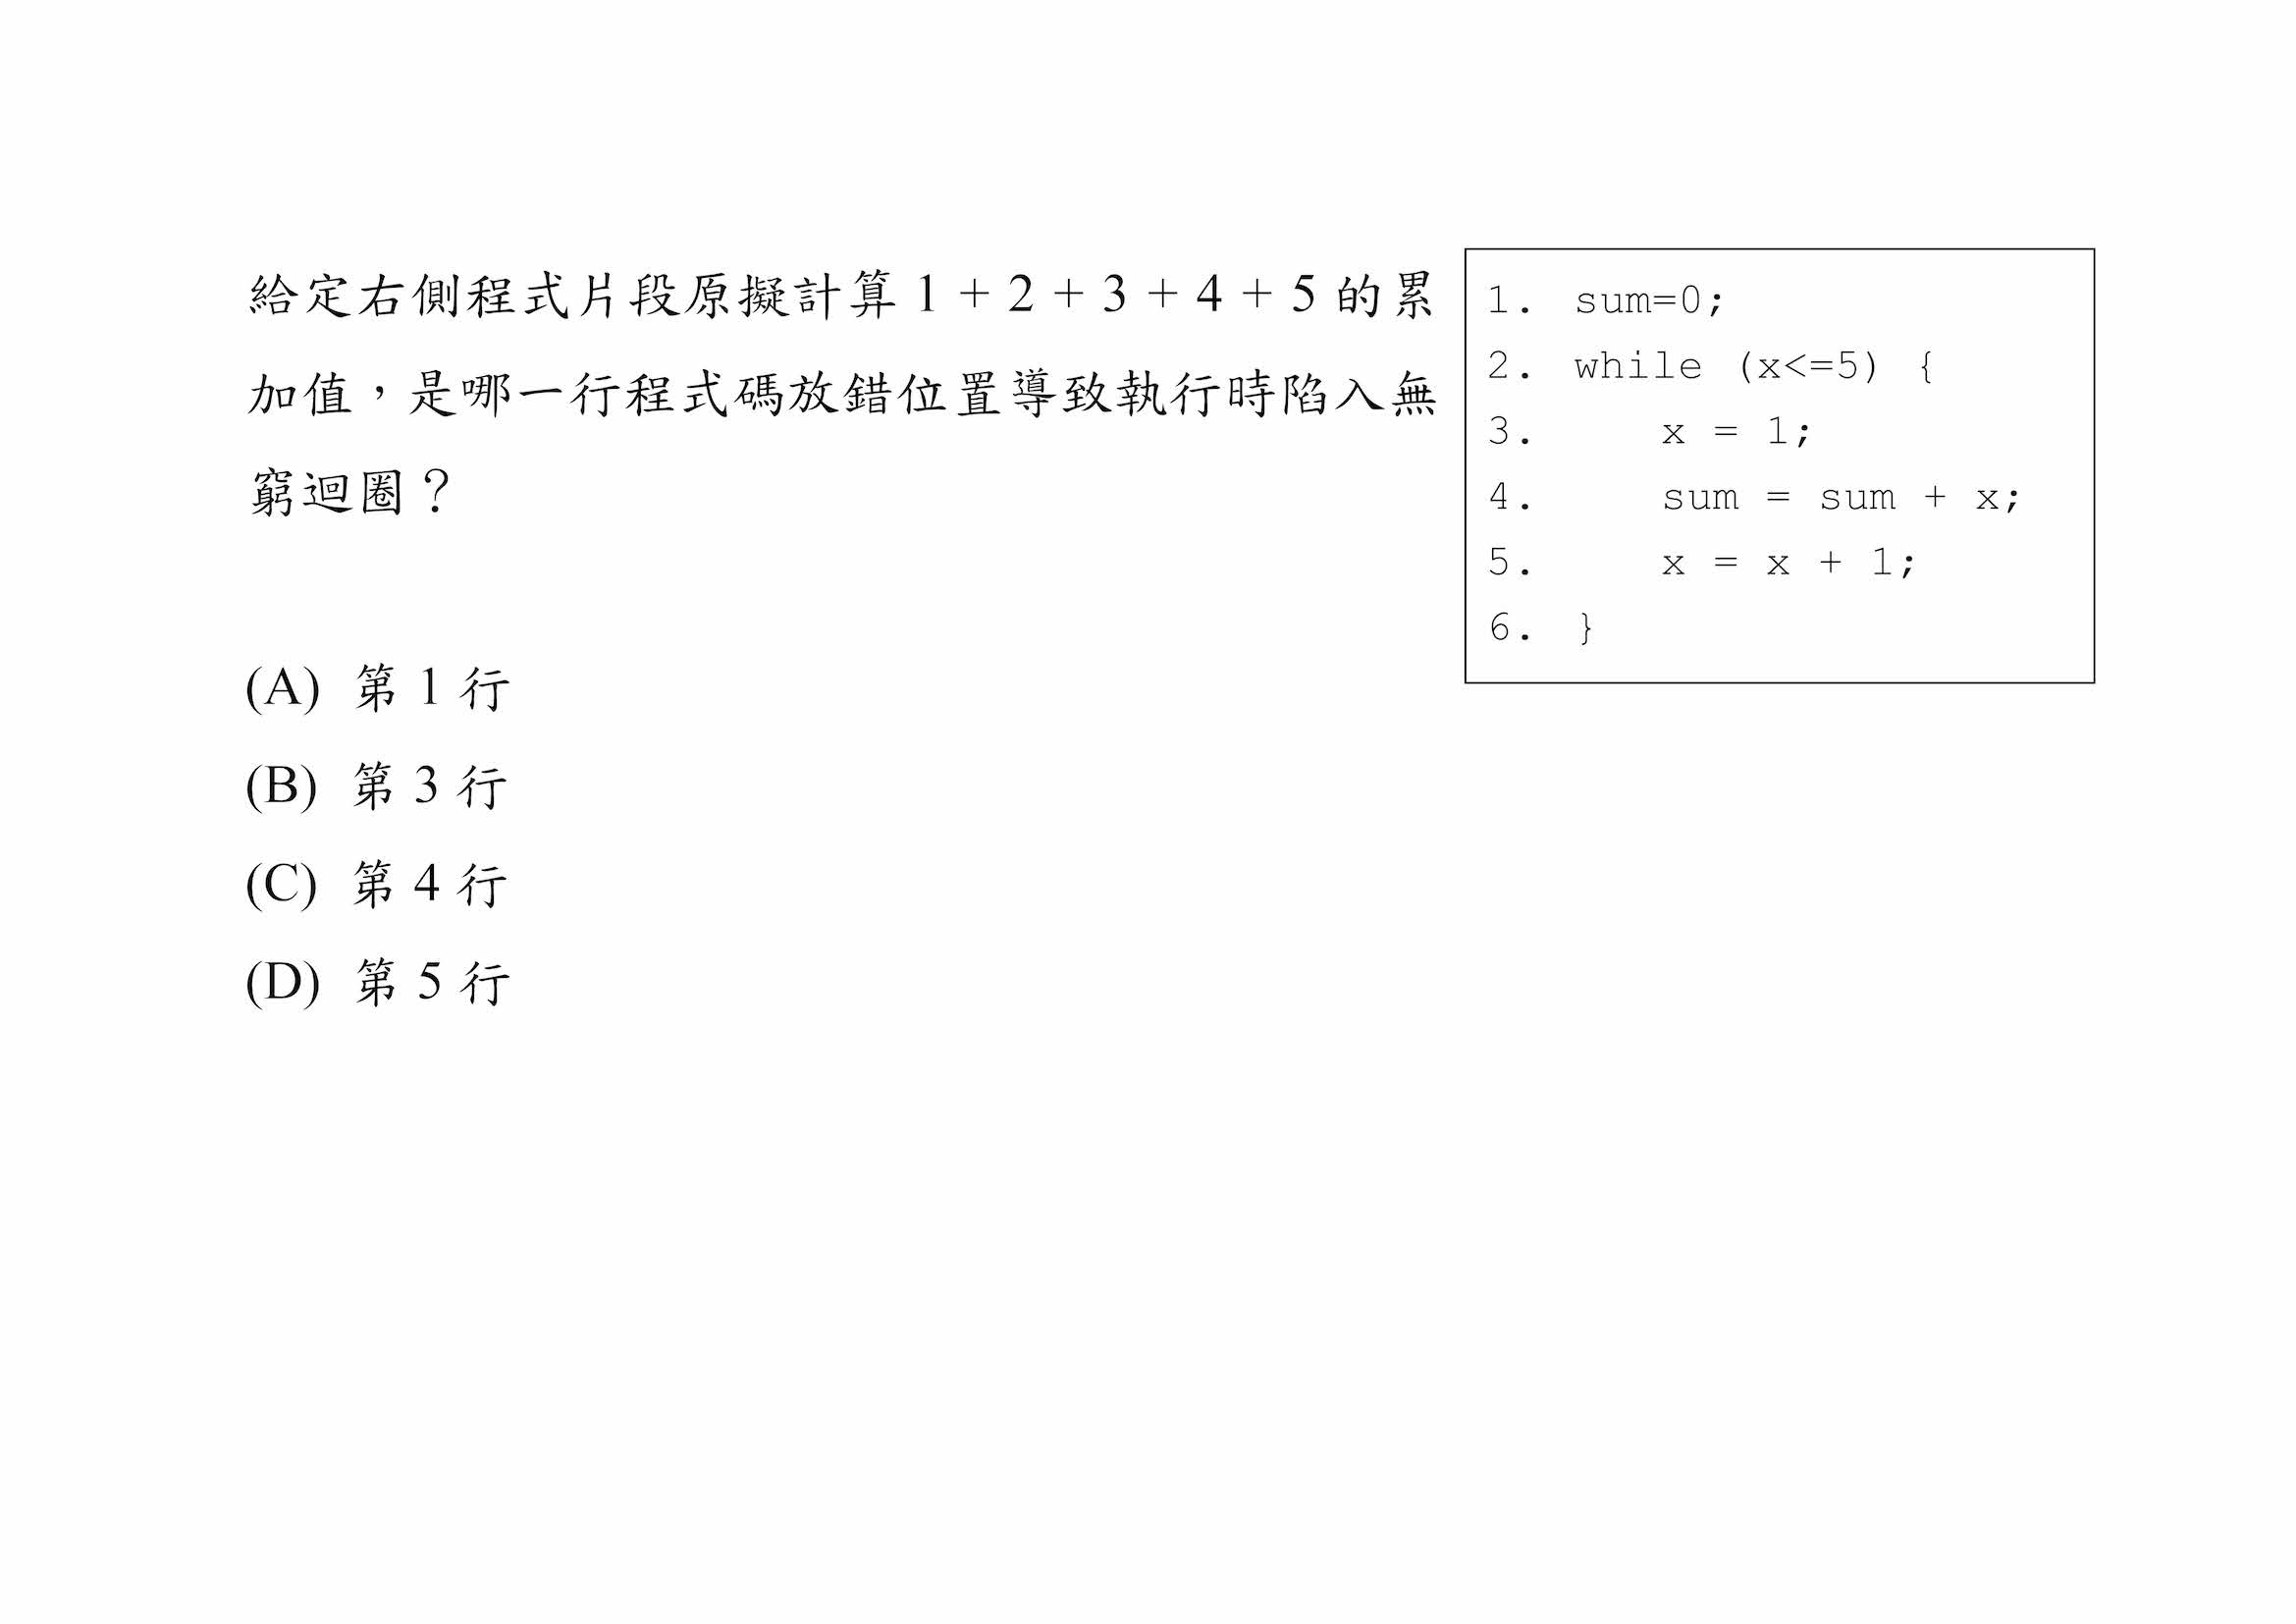 給定右側程式片段原擬計算 1 + 2 + 3 + 4 + 5 的累
加值，是哪一行程式碼放錯位置導致執行時陷入無
窮迴圈？
(A) 第 1 行
(B) 第 3 行
(C) 第 4 行
(D) 第 5 行
1. sum=0;
2. while (x<=5) {
3.    x = 1;
4.    sum = sum + x;
5.    x = x + 1;
6. }